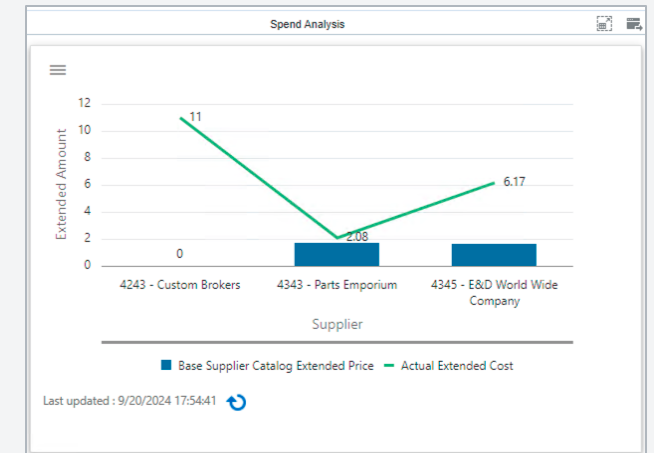 Spend Analysis
12
10
8
6
4
2
0
Extended Amount
11
2.08
6.17
0
4243 - Custom Brokers
4343 - Parts Emporium
4345 - E&D World Wide
Company
Supplier
Base Supplier Catalog Extended Price
Actual Extended Cost
Last updated : 9/20/2024 17:54:41